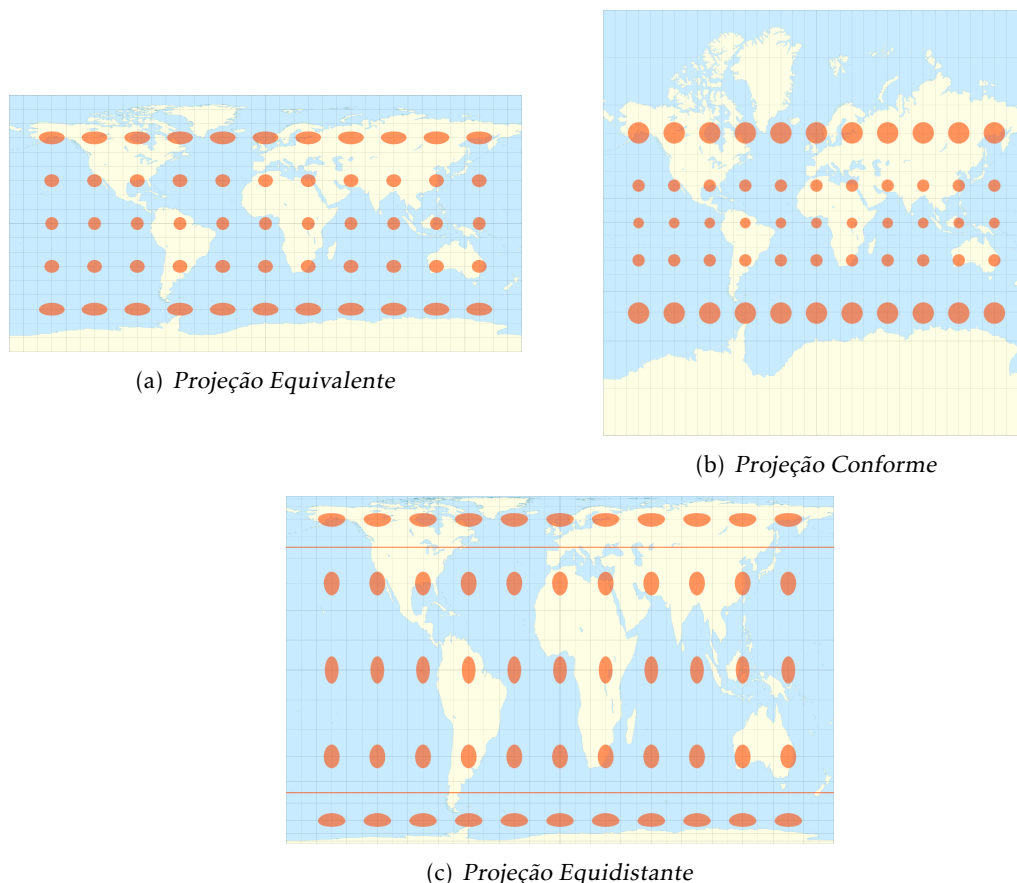 (a) Projeção Equivalente
(b) Projeção Conforme
(c) Projeção Equidistante